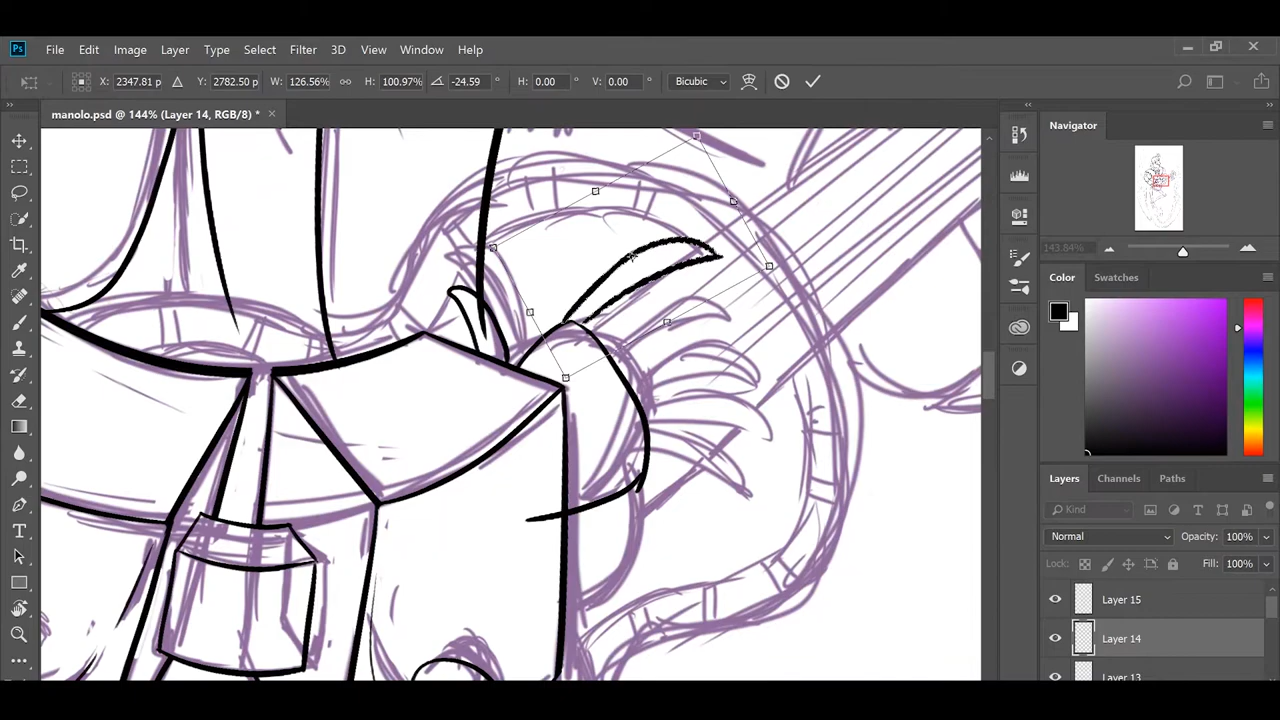 Ps File Edit Image Layer Type Select Filter 3D View Window Help
X: 2347.81 p Y: 2782.50 p W: 126.56% H: 100.97% -24.59 ° H: 0.00 ° V: 0.00 ° Bicubic
manolo.psd @ 144% (Layer 14, RGB/8) * ×
Navigator
143.84%
Color Swatches
Layers Channels Paths
Kind
Normal Opacity: 100%
Lock: Fill: 100%
Layer 15
Layer 14
Layer 13